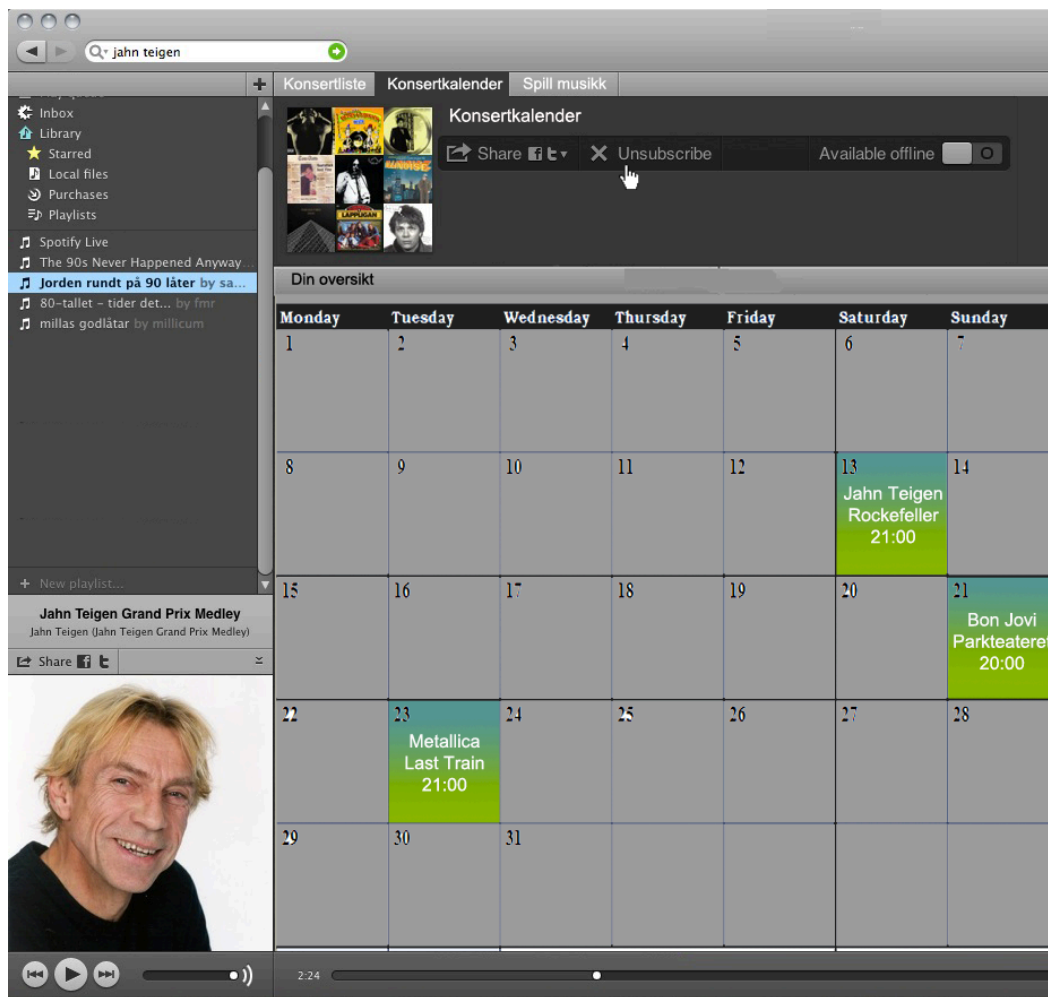 jahn teigen
Konsertliste Konsertkalender Spill musikk
Inbox
Library
Starred
Local files
Purchases
Playlists
Spotify Live
The 90s Never Happened Anyway...
Jorden rundt på 90 låter by sa...
80-tallet – tider det... by fmr
millas godlåtar by millicum
+ New playlist...
Jahn Teigen Grand Prix Medley
Jahn Teigen (Jahn Teigen Grand Prix Medley)
Share
Konsertkalender
Share Unsubscribe Available offline
LAPPLIGAN
Din oversikt
Monday Tuesday Wednesday Thursday Friday Saturday Sunday
1 2 3 4 5 6 7
8 9 10 11 12 13 14
Jahn Teigen
Rockefeller
21:00
15 16 17 18 19 20 21
Bon Jovi
Parkteateret
20:00
22 23 24 25 26 27 28
Metallica
Last Train
21:00
29 30 31
2:24